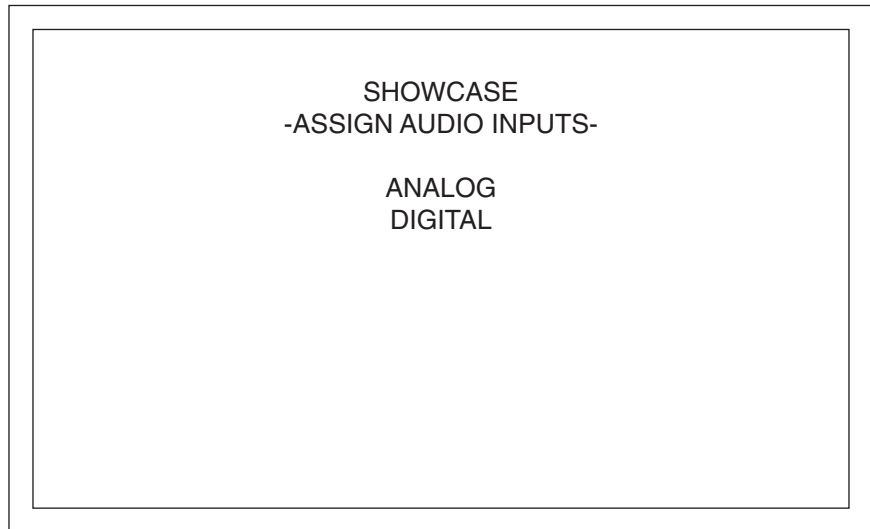 SHOWCASE
-ASSIGN AUDIO INPUTS-
ANALOG
DIGITAL